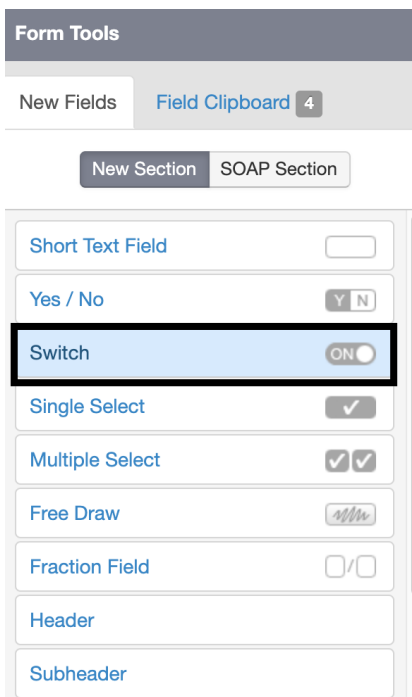 Form Tools
New Fields Field Clipboard 4
New Section SOAP Section
Short Text Field
Yes / No Y N
Switch ON
Single Select
Multiple Select
Free Draw
Fraction Field /
Header
Subheader